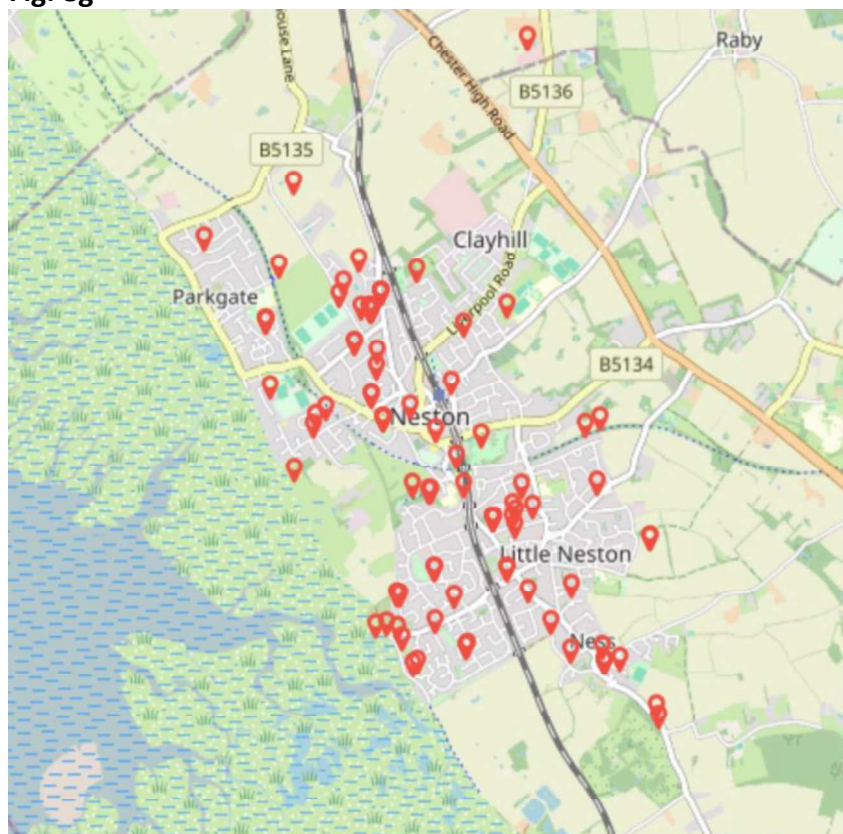 Raby
Chester High Road
B5136
ouse Lane
B5135
Clayhill
Parkgate
Liverpool Road
B5134
Neston
Little Neston
Ness